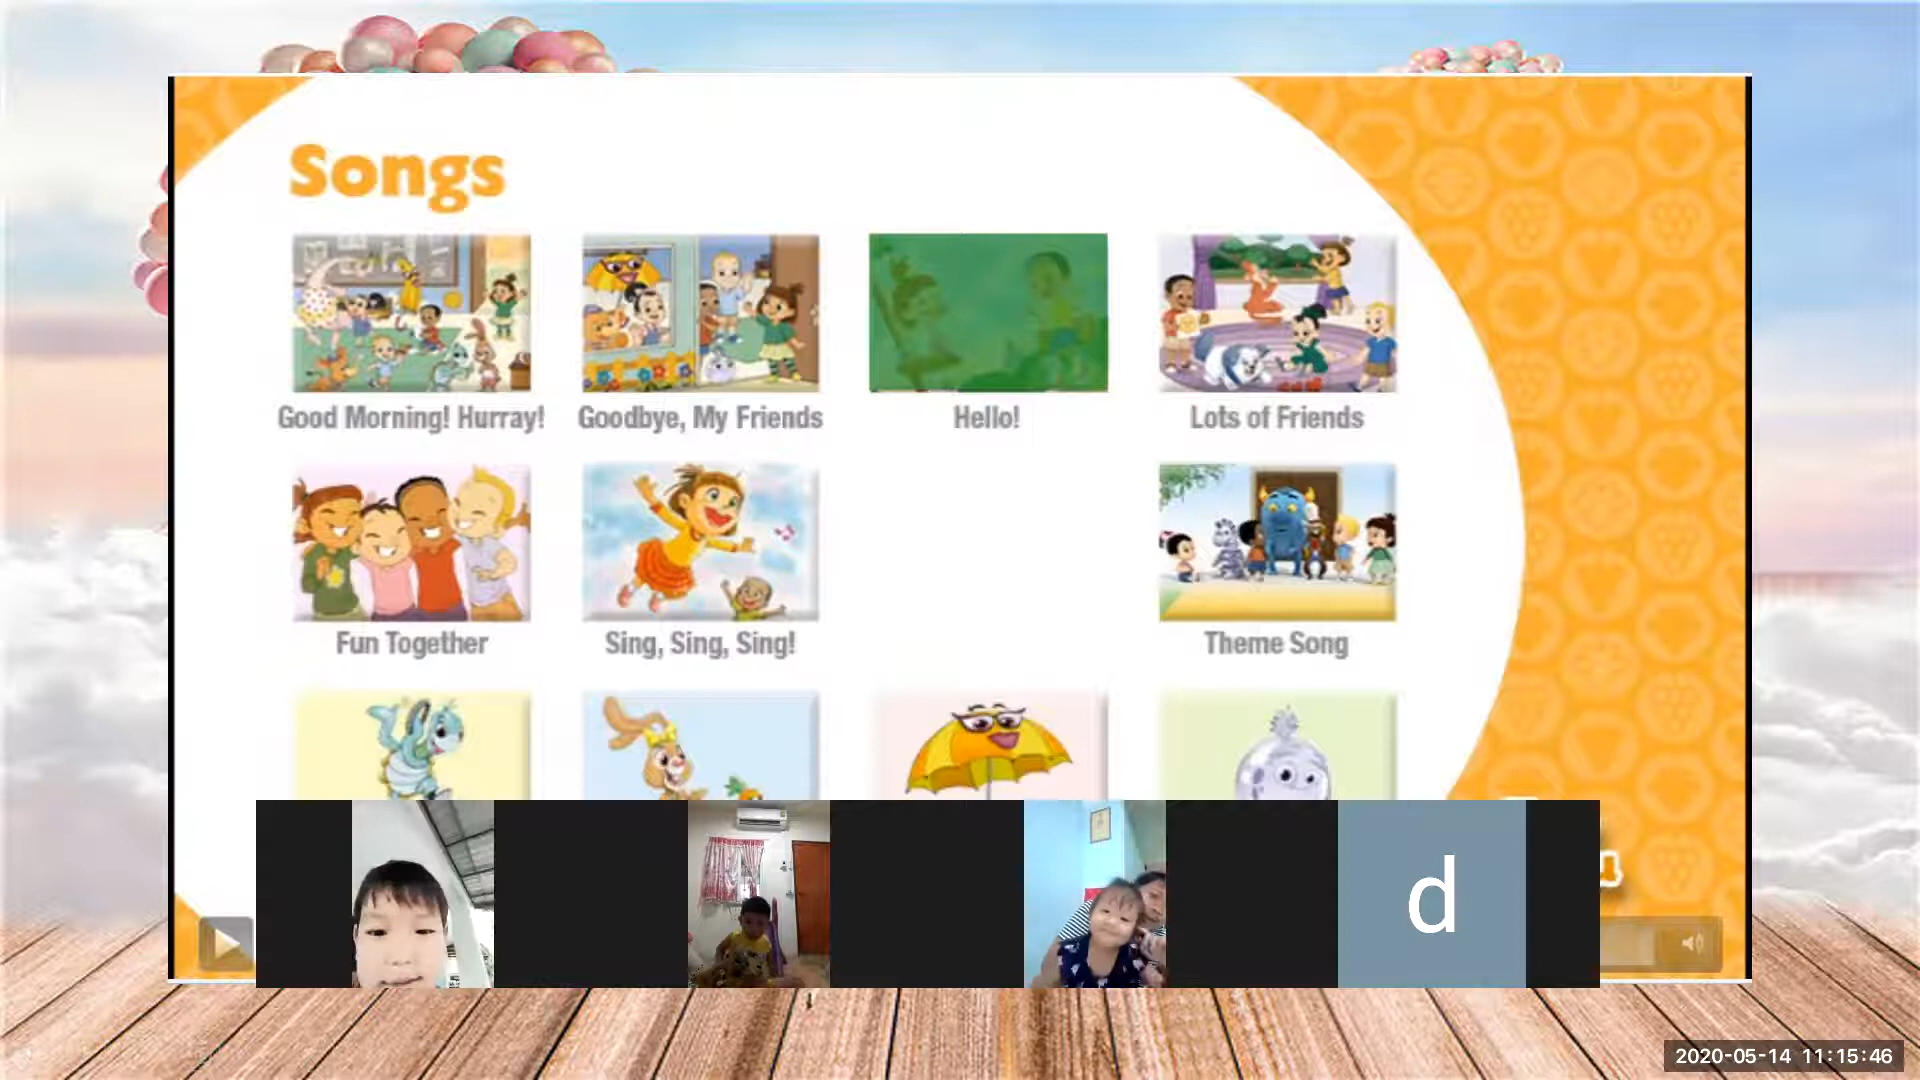 Songs
Good Morning! Hurray!
Goodbye, My Friends
Hello!
Lots of Friends
Fun Together
Sing, Sing, Sing!
Theme Song
d
2020-05-14 11:15:46